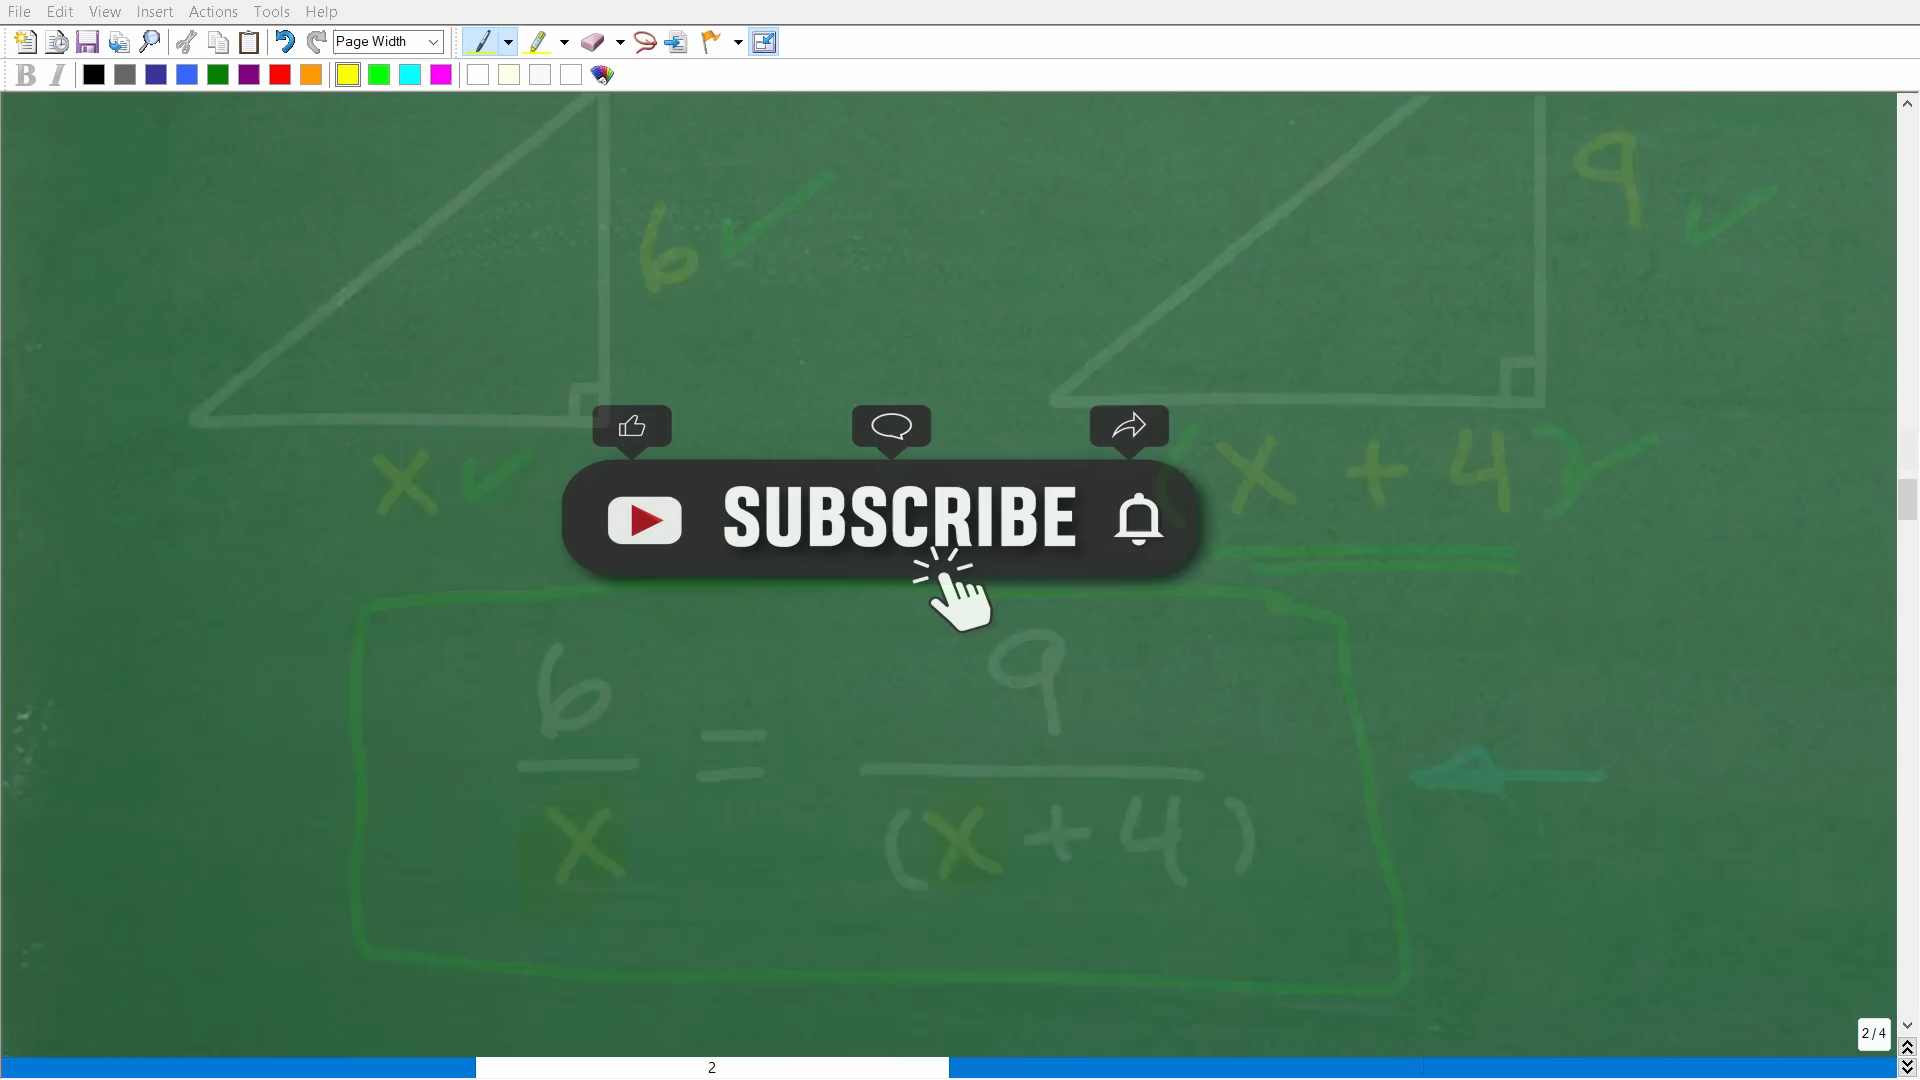 File Edit View Insert Actions Tools Help
Page Width
B I
6
9
x
(x + 4)
SUBSCRIBE
6 = 9
x (x + 4)
2 / 4
2